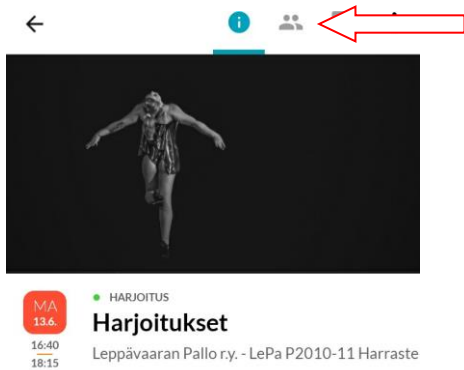 MA
13.6.
16:40
18:15
HARJOITUS
Harjoitukset
Leppävaaran Pallo r.y. - LePa P2010-11 Harraste